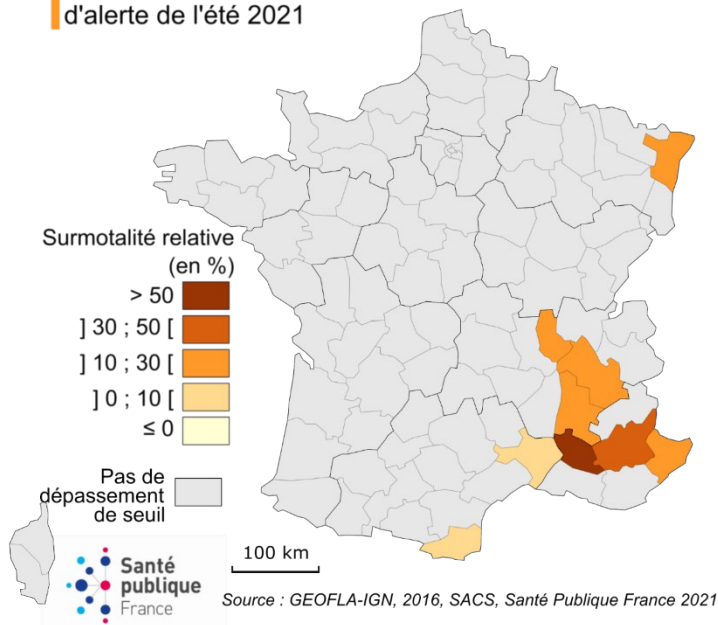 d'alerte de l'été 2021
Surmotalité relative
(en %)
> 50
] 30 ; 50 [
] 10 ; 30 [
] 0 ; 10 [
≤ 0
Pas de
dépassement
de seuil
100 km
Santé
publique
France
Source : GEOFLA-IGN, 2016, SACS, Santé Publique France 2021